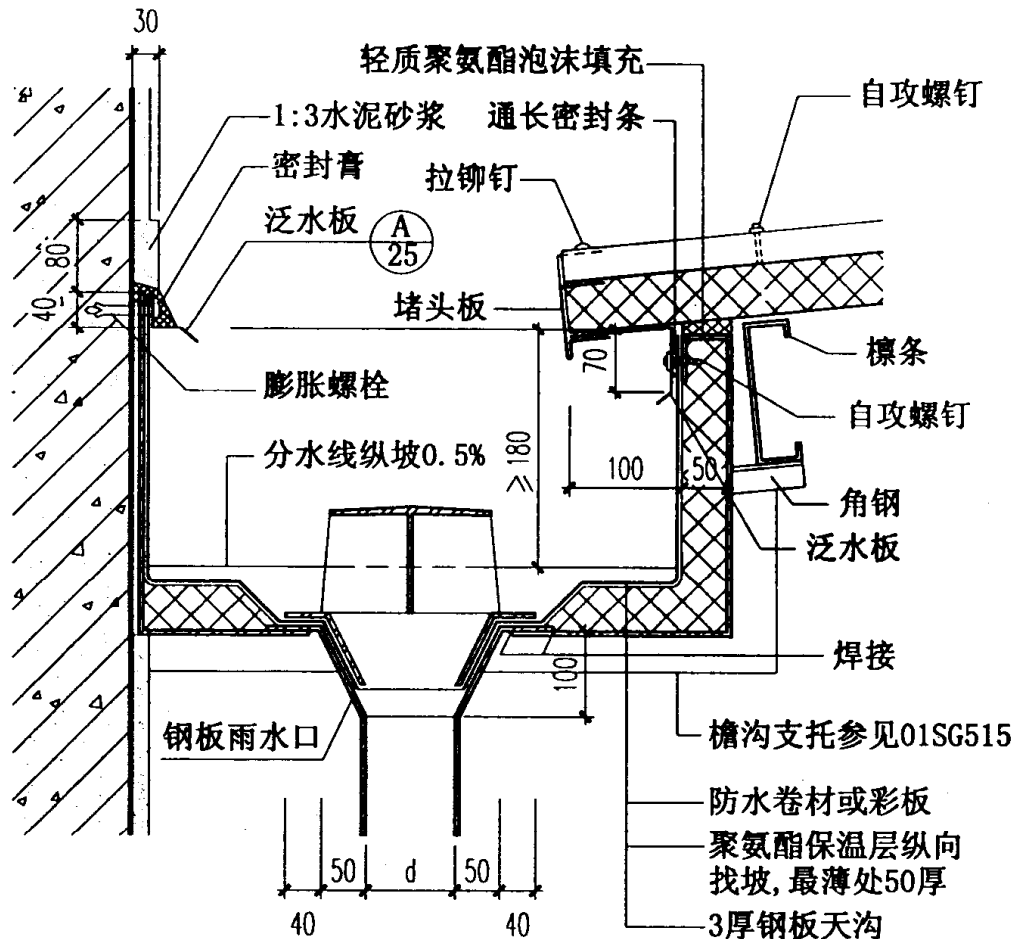 30
轻质聚氨酯泡沫填充
自攻螺钉
1:3水泥砂浆
通长密封条
密封膏
拉铆钉
泛水板
A
25
80
40
堵头板
70
檩条
膨胀螺栓
自攻螺钉
分水线纵坡0.5%
≥180
100
50
角钢
泛水板
焊接
100
钢板雨水口
檐沟支托参见01SG515
防水卷材或彩板
聚氨酯保温层纵向
找坡,最薄处50厚
3厚钢板天沟
50
d
50
40
40